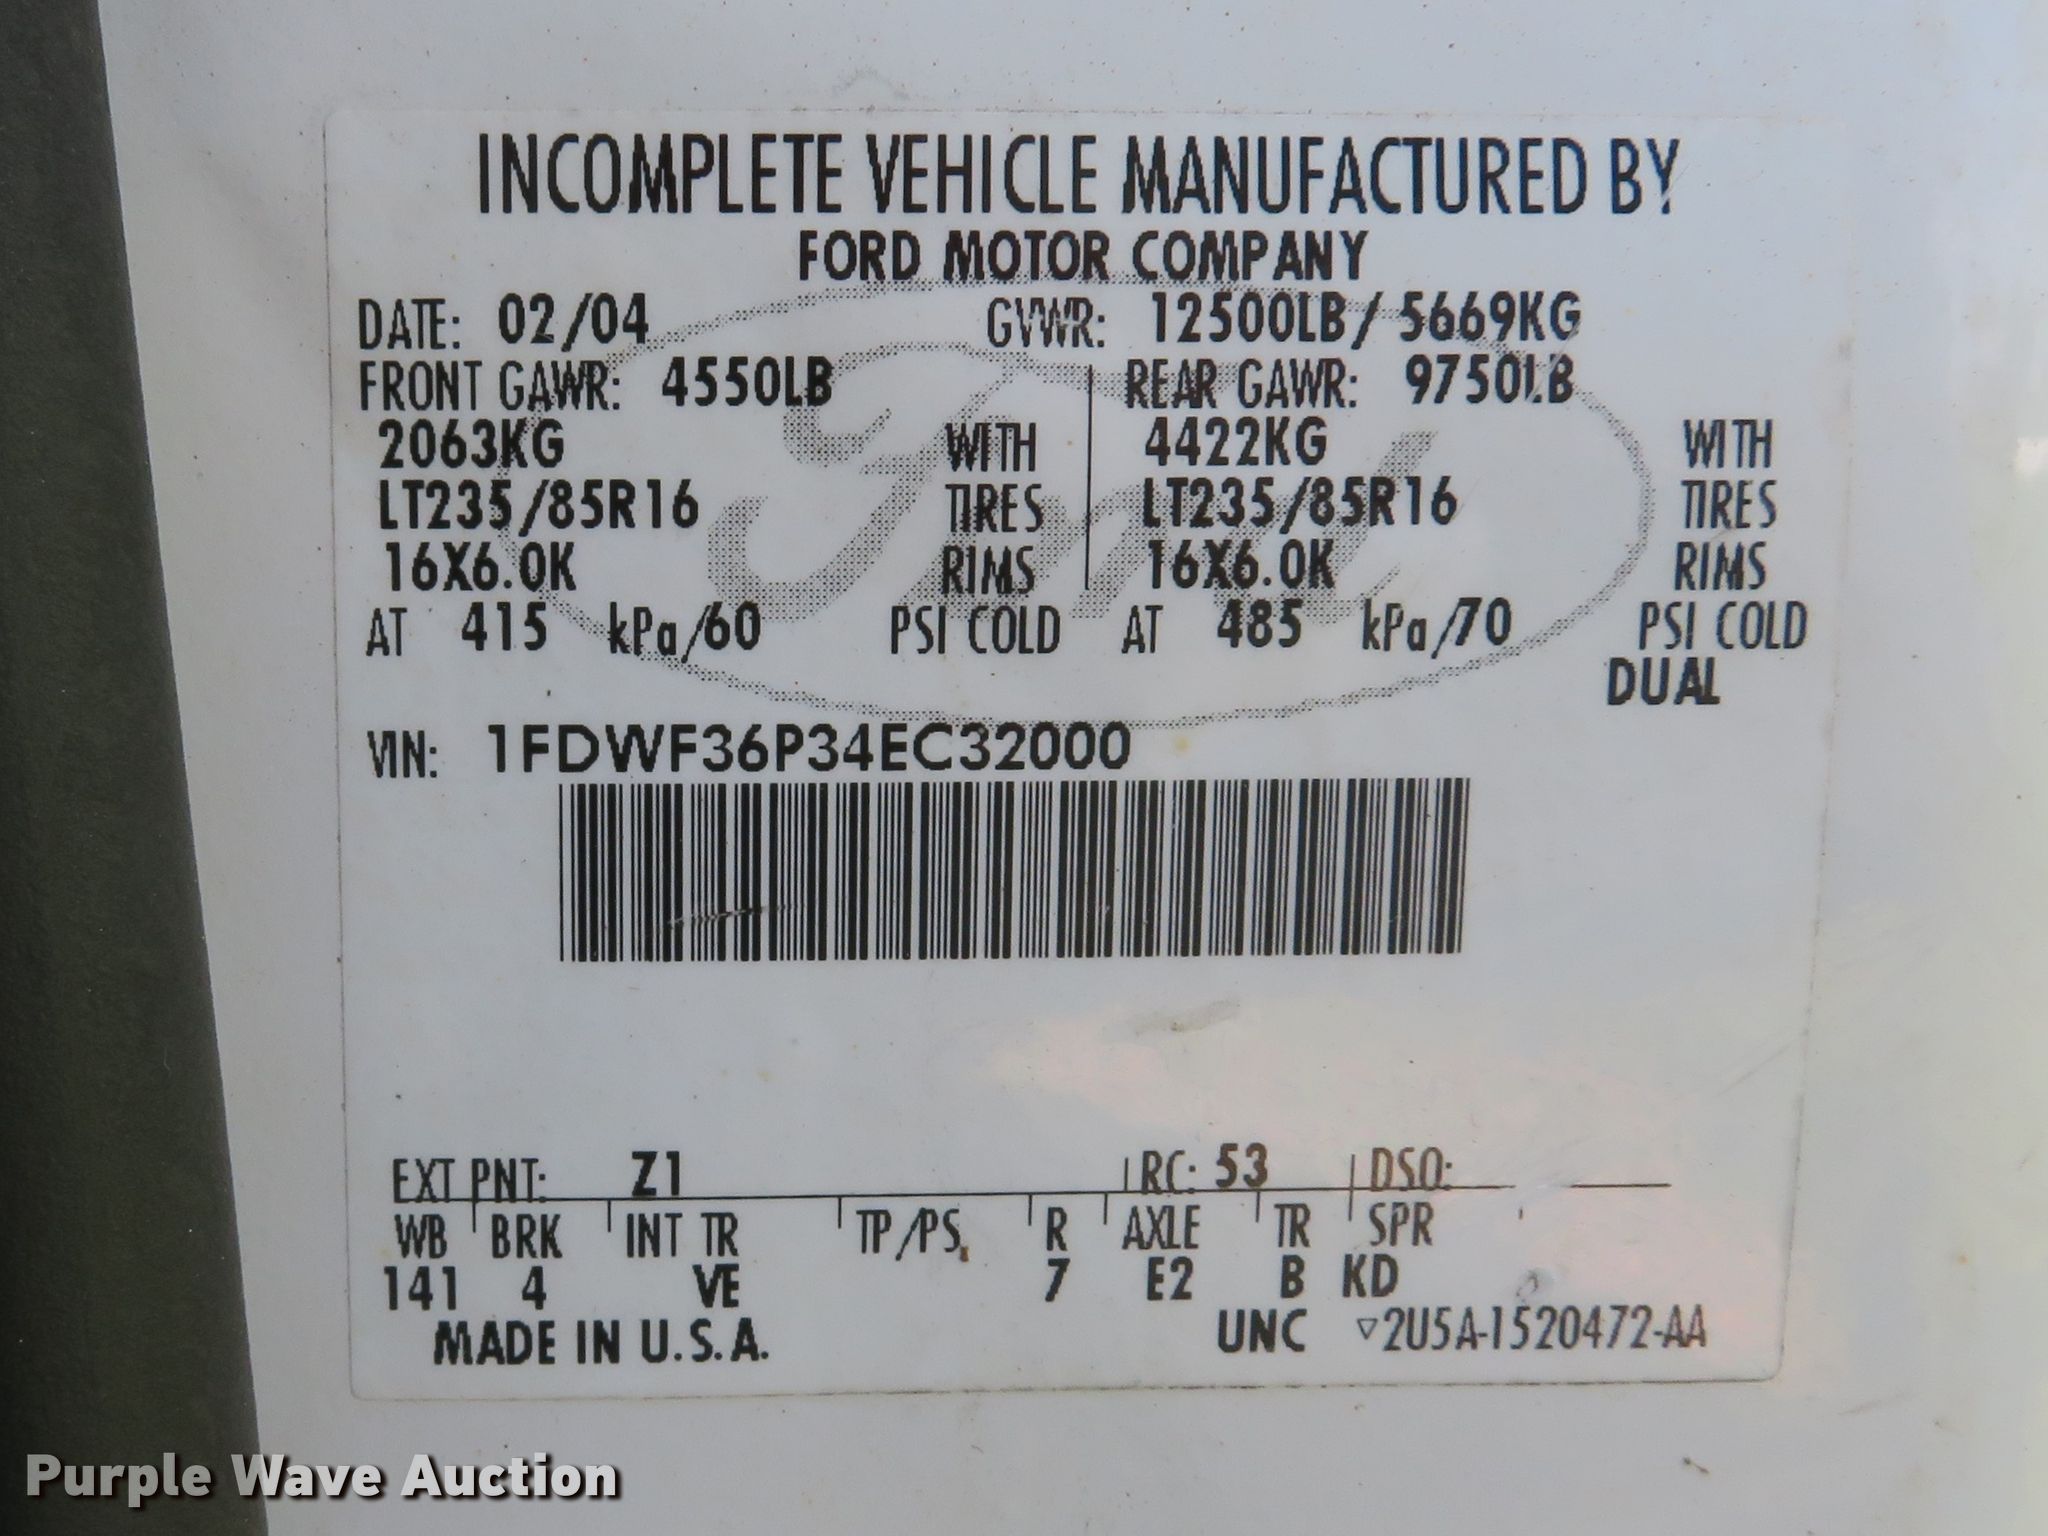 INCOMPLETE VEHICLE MANUFACTURED BY
FORD MOTOR COMPANY
DATE: 02/04 GVWR: 12500LB/ 5669KG
FRONT GAWR: 4550LB REAR GAWR: 9750LB
2063KG WITH 4422KG WITH
LT235/85R16 TIRES LT235/85R16 TIRES
16X6.0K RIMS 16X6.0K RIMS
AT 415 kPa/60 PSI COLD AT 485 kPa/70 PSI COLD
DUAL
VIN: 1FDWF36P34EC32000
EXT PNT: Z1 RC: 53 DSO:
WB BRK INT TR TP/PS R AXLE TR SPR
141 4 VE 7 E2 B KD
MADE IN U.S.A. UNC ▽2U5A-1520472-AA
Purple Wave Auction